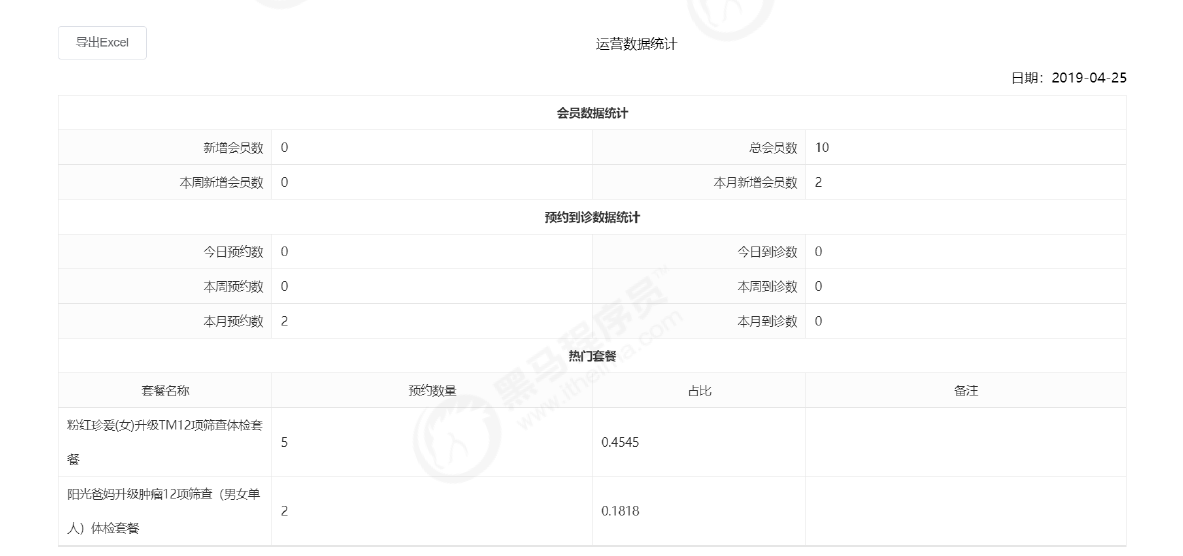 导出Excel
运营数据统计
日期：2019-04-25
会员数据统计
新增会员数 0 总会员数 10
本周新增会员数 0 本月新增会员数 2
预约到诊数据统计
今日预约数 0 今日到诊数 0
本周预约数 0 本周到诊数 0
本月预约数 2 本月到诊数 0
热门套餐
套餐名称 预约数量 占比 备注
粉红珍爱(女)升级TM12项筛查体检套
餐
5 0.4545
阳光爸妈升级肿瘤12项筛查（男女单
人）体检套餐
2 0.1818
黑马程序员™
www.itheima.com